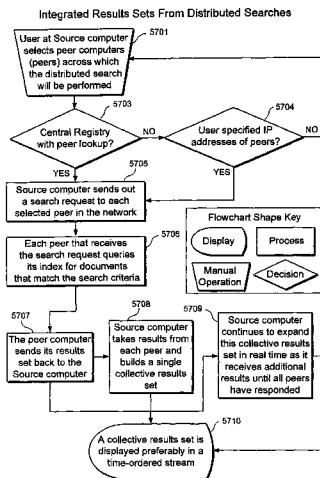 Integrated Results Sets From Distributed Searches
5701
User at Source computer
selects peer computers
(peers) across which
the distributed search
will be performed
5703
Central Registry
with peer lookup?
NO
5704
User specified IP
addresses of peers?
NO
YES
YES
5705
Source computer sends out
a search request to each
selected peer in the network
Flowchart Shape Key
Display
Process
Manual
Operation
Decision
5706
Each peer that receives
the search request queries
its index for documents
that match the search criteria
5707
The peer computer
sends its results
set back to the
Source computer
5708
Source computer
takes results from
each peer and
builds a single
collective results
set
5709
Source computer
continues to expand
this collective results
set in real time as it
receives additional
results until all peers
have responded
5710
A collective results set is
displayed preferably in a
time-ordered stream